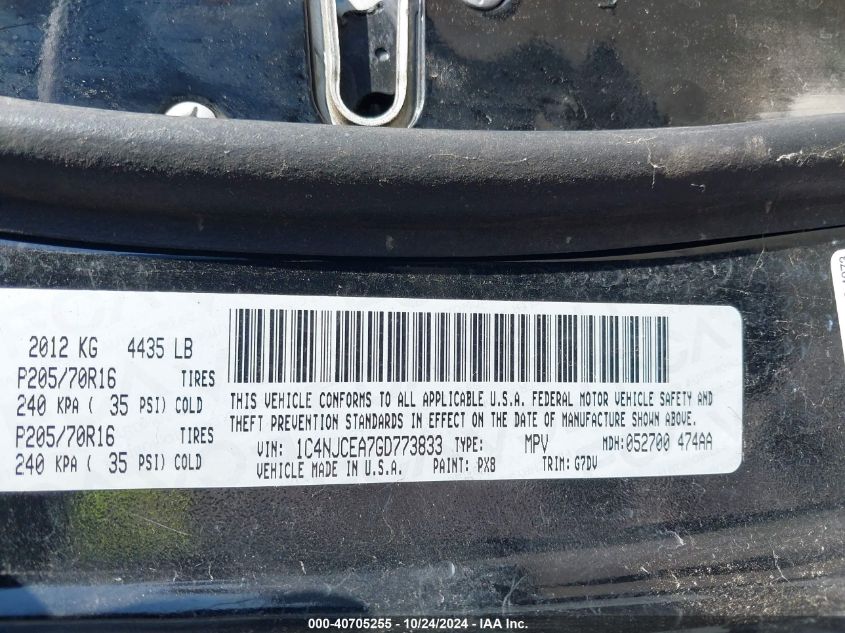 2012 KG 4435 LB
P205/70R16 TIRES
240 KPA ( 35 PSI) COLD
P205/70R16 TIRES
240 KPA ( 35 PSI) COLD
THIS VEHICLE CONFORMS TO ALL APPLICABLE U.S.A. FEDERAL MOTOR VEHICLE SAFETY AND
THEFT PREVENTION STANDARDS IN EFFECT ON THE DATE OF MANUFACTURE SHOWN ABOVE.
VIN: 1C4NJCEA7GD773833 TYPE: MPV MDH:052700 474AA
VEHICLE MADE IN U.S.A. PAINT: PX8 TRIM: G7DV
000-40705255 - 10/24/2024 - IAA Inc.